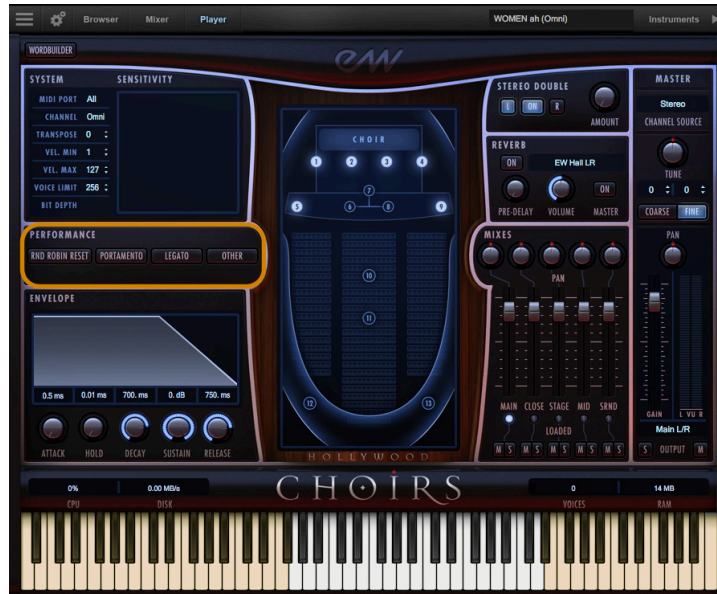 Browser Mixer Player WOMEN ah (Omni) Instruments
WORDBUILDER
EW
SYSTEM SENSITIVITY
MIDI PORT All
CHANNEL Omni
TRANSPOSE 0
VEL. MIN 1
VEL. MAX 127
VOICE LIMIT 256
BIT DEPTH
PERFORMANCE
RND ROBIN RESET PORTAMENTO LEGATO OTHER
ENVELOPE
0.5 ms 0.01 ms 700. ms 0. dB 750. ms
ATTACK HOLD DECAY SUSTAIN RELEASE
CHOIR
1 2 3 4
7
5 6 8 9
10
11
12 13
HOLLYWOOD
STEREO DOUBLE
L ON R
AMOUNT
REVERB
ON EW Hall LR
ON
PRE-DELAY VOLUME MASTER
MIXES
PAN
MAIN CLOSE STAGE MID SRND
LOADED
M S M S M S M S M S
MASTER
Stereo
CHANNEL SOURCE
TUNE
0 0
COARSE FINE
PAN
GAIN L VU R
Main L/R
S OUTPUT M
CHOIRS
0% 0.00 MB/s
CPU DISK
0 14 MB
VOICES RAM